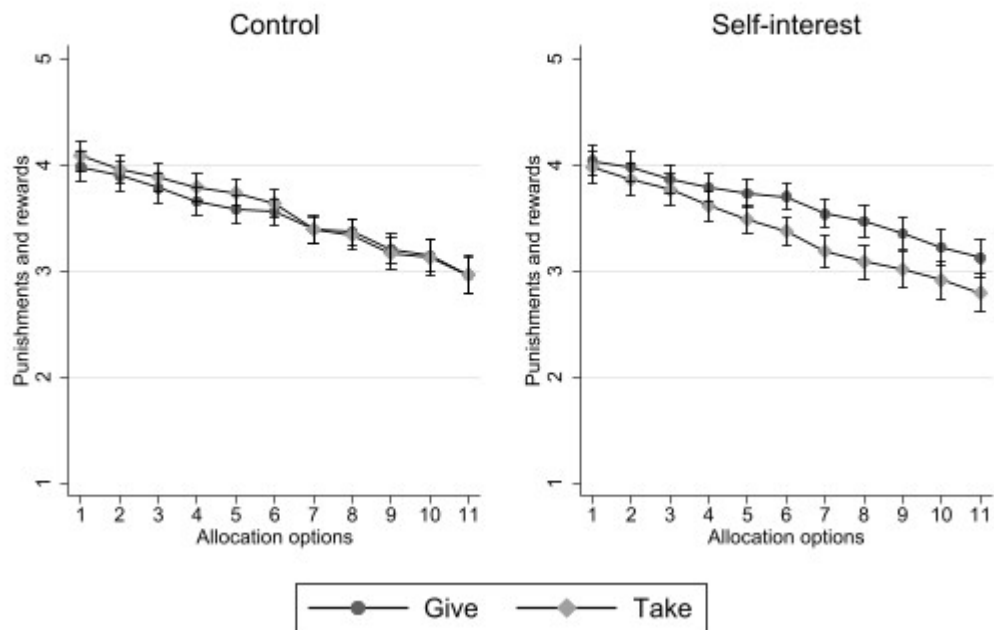 Control
5
4
3
2
1
Punishments and rewards
1 2 3 4 5 6 7 8 9 10 11
Allocation options
Self-interest
5
4
3
2
1
Punishments and rewards
1 2 3 4 5 6 7 8 9 10 11
Allocation options
Give Take